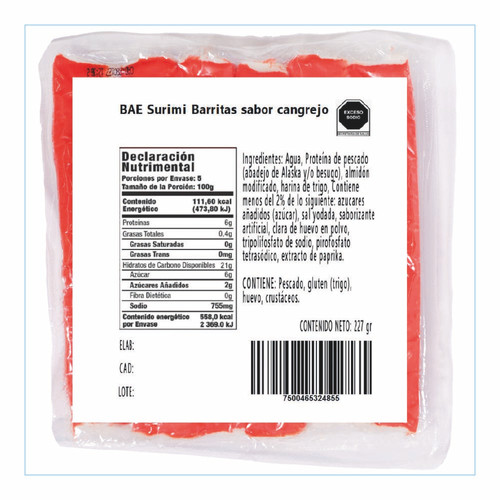 BAE Surimi Barritas sabor cangrejo
EXCESO
SODIO
Declaración
Nutrimental
Porciones por Envase: 5
Tamaño de la Porción: 100g
Contenido
Energético
111,60 kcal
(473,80 kJ)
Proteínas 6g
Grasas Totales 0.4g
Grasas Saturadas 0g
Grasas Trans 0mg
Hidratos de Carbono Disponibles 21g
Azúcar 6g
Azúcares Añadidos 2g
Fibra Dietética 0g
Sodio 755mg
Contenido energético
por Envase
558,0 kcal
2 369.0 kJ
Ingredientes: Agua, Proteína de pescado
(abadejo de Alaska y/o besugo), almidón
modificado, harina de trigo, Contiene
menos del 2% de lo siguiente: azucares
añadidos (azúcar), sal yodada, saborizante
artificial, clara de huevo en polvo,
tripolifosfato de sodio, pirofosfato
tetrasódico, extracto de paprika.
CONTIENE: Pescado, gluten (trigo),
huevo, crustáceos.
CONTENIDO NETO: 227 gr
ELAB:
CAD:
LOTE:
7500465324855